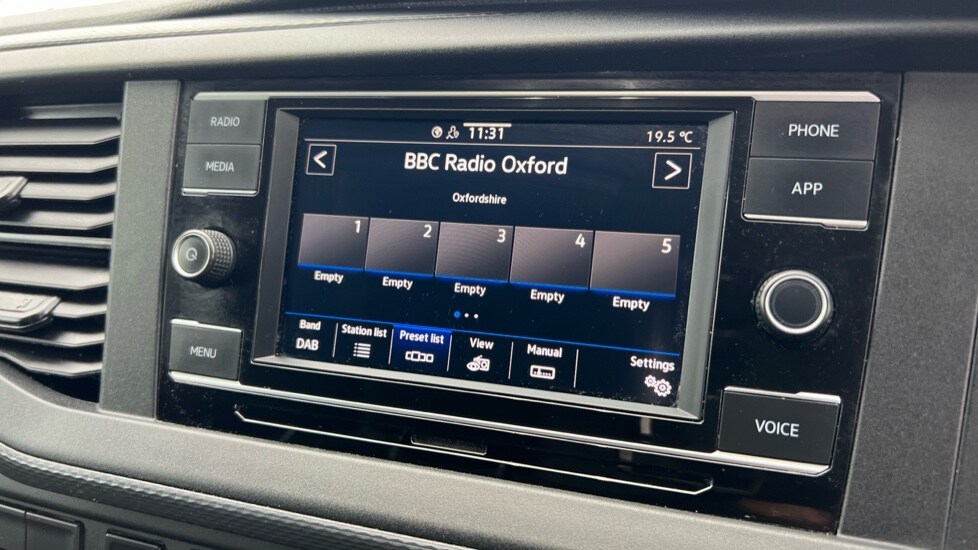 RADIO
MEDIA
MENU
11:31
19.5 °C
<
BBC Radio Oxford
>
Oxfordshire
1 2 3 4 5
Empty Empty Empty Empty Empty
Band Station list Preset list View Manual Settings
DAB
PHONE
APP
VOICE